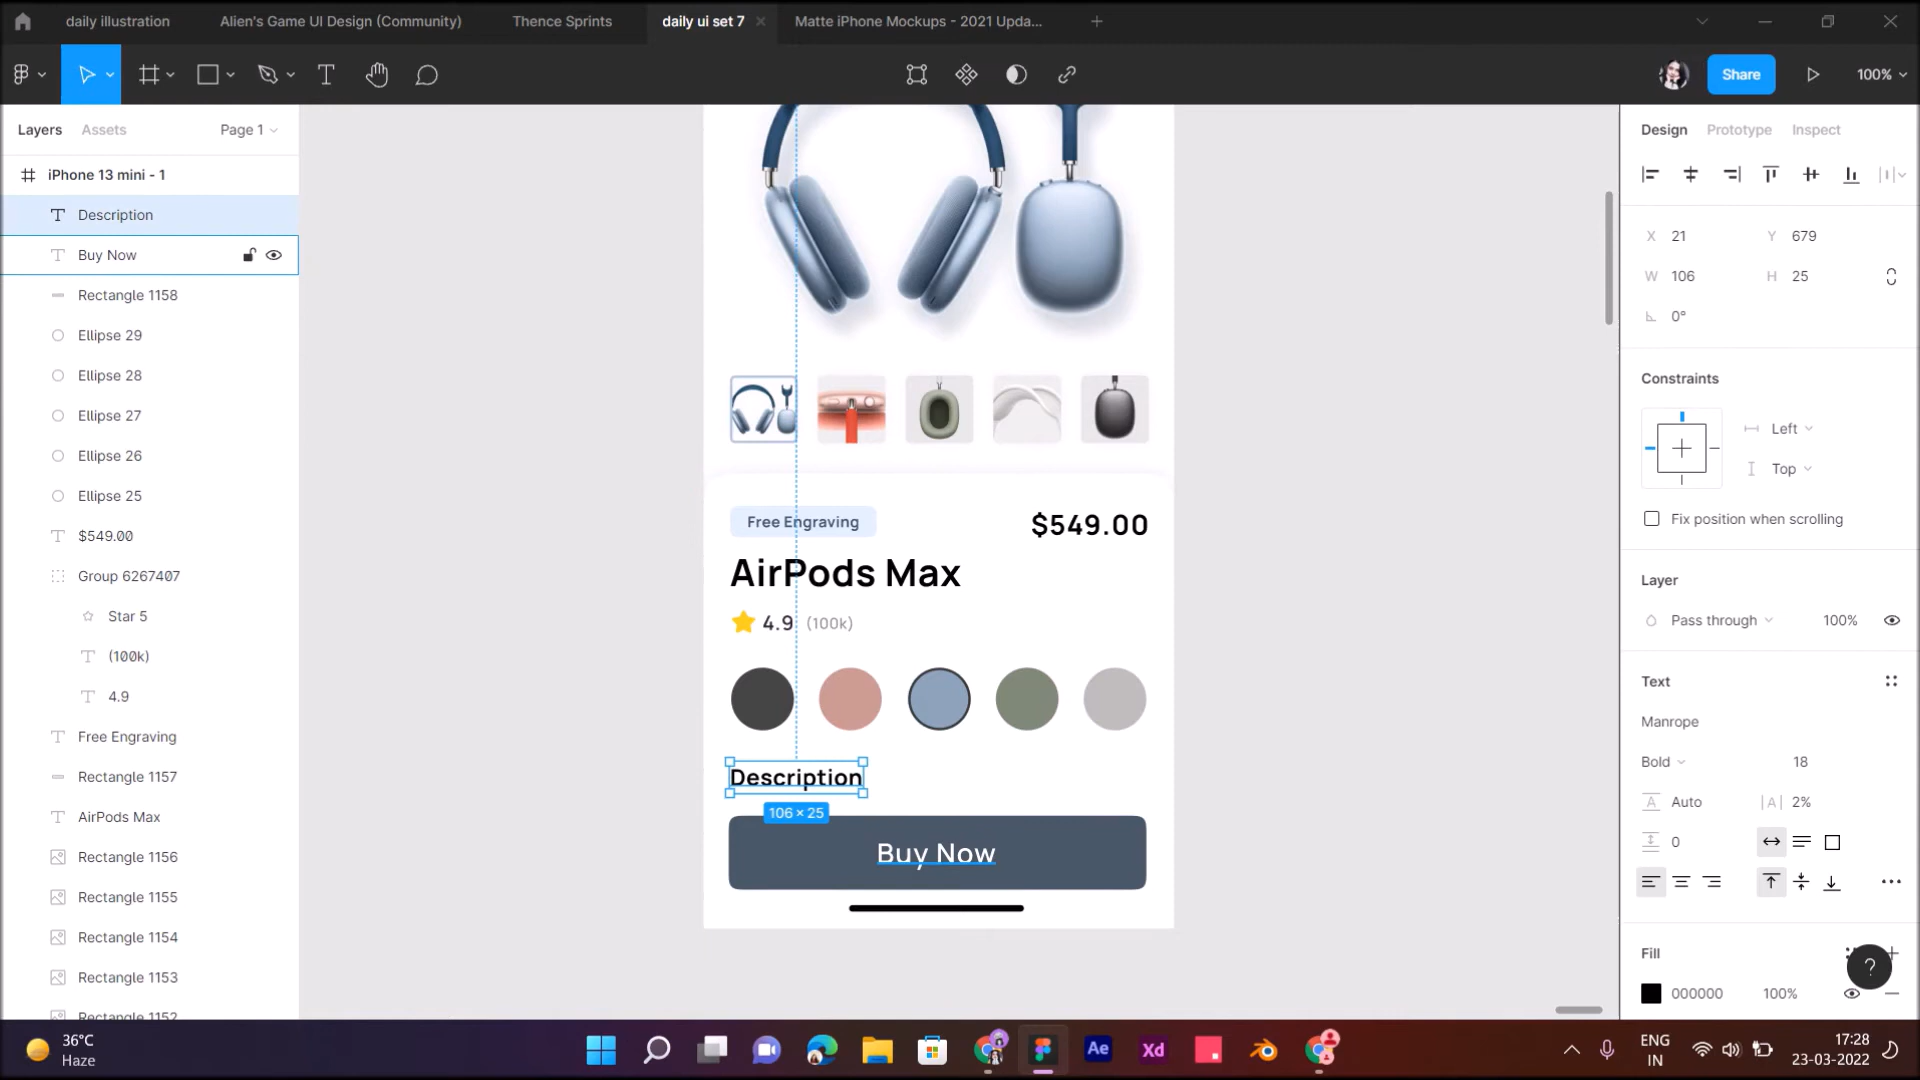 daily illustration
Alien's Game UI Design (Community)
Thence Sprints
daily ui set 7
Matte iPhone Mockups - 2021 Upda...
Share
100%
Layers
Assets
Page 1
iPhone 13 mini - 1
Description
Buy Now
Rectangle 1158
Ellipse 29
Ellipse 28
Ellipse 27
Ellipse 26
Ellipse 25
$549.00
Group 6267407
Star 5
(100k)
4.9
Free Engraving
Rectangle 1157
AirPods Max
Rectangle 1156
Rectangle 1155
Rectangle 1154
Rectangle 1153
Rectangle 1152
Free Engraving
$549.00
AirPods Max
4.9 (100k)
Description
106 × 25
Buy Now
Design
Prototype
Inspect
X 21
Y 679
W 106
H 25
0°
Constraints
Left
Top
Fix position when scrolling
Layer
Pass through
100%
Text
Manrope
Bold
18
Auto
2%
0
Fill
?
000000
100%
36°C
Haze
Ae
Xd
ENG
IN
17:28
23-03-2022